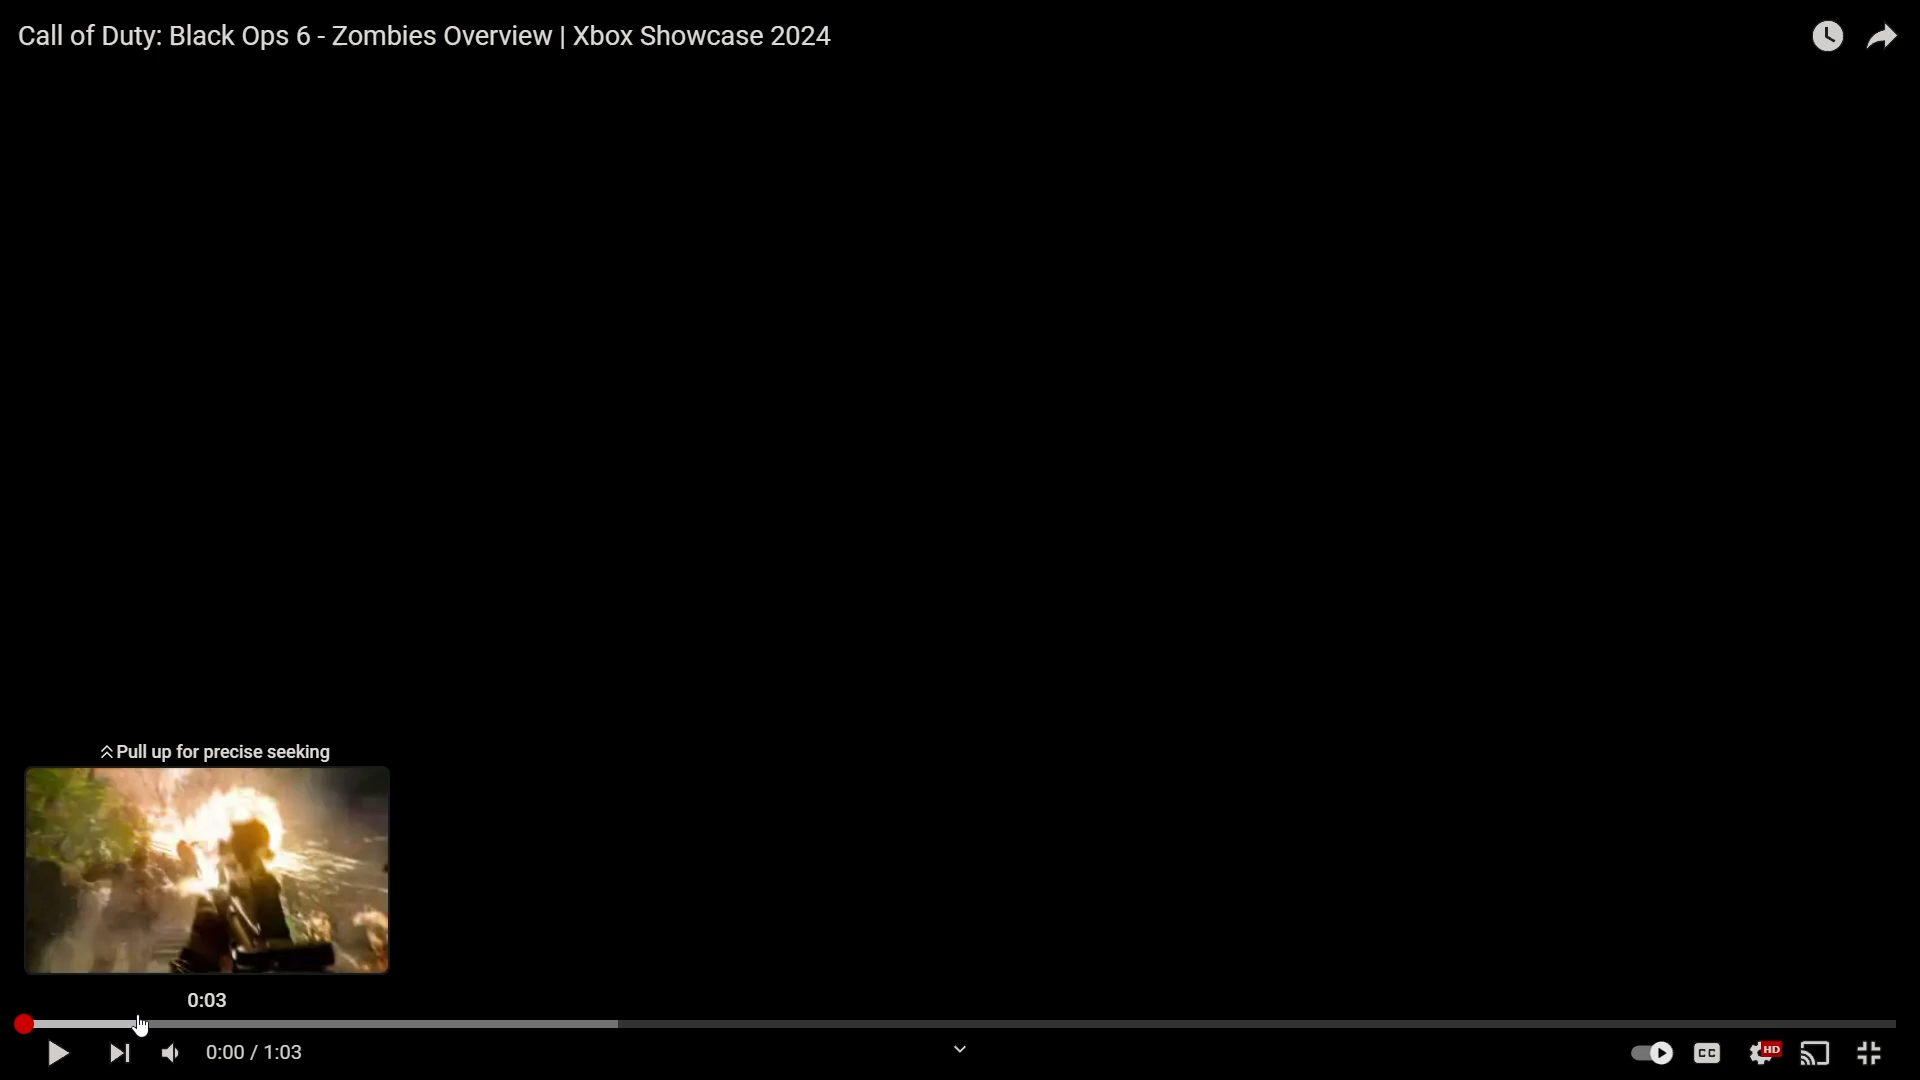 Call of Duty: Black Ops 6 - Zombies Overview | Xbox Showcase 2024
Pull up for precise seeking
0:03
0:00 / 1:03
CC
HD